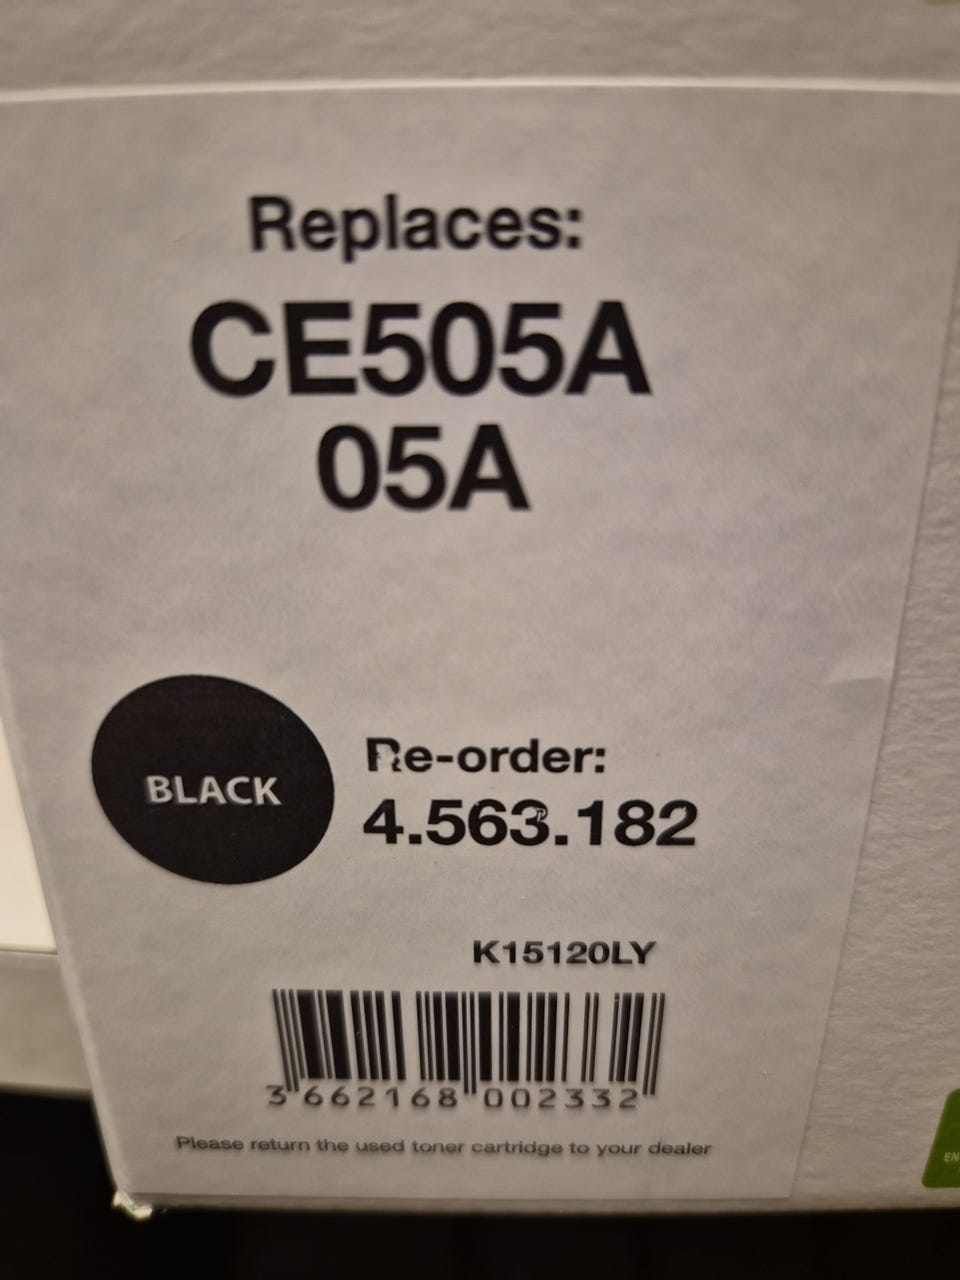 Replaces:
CE505A
05A
BLACK
Re-order:
4.563.182
K15120LY
3 662168 002332
Please return the used toner cartridge to your dealer
EN